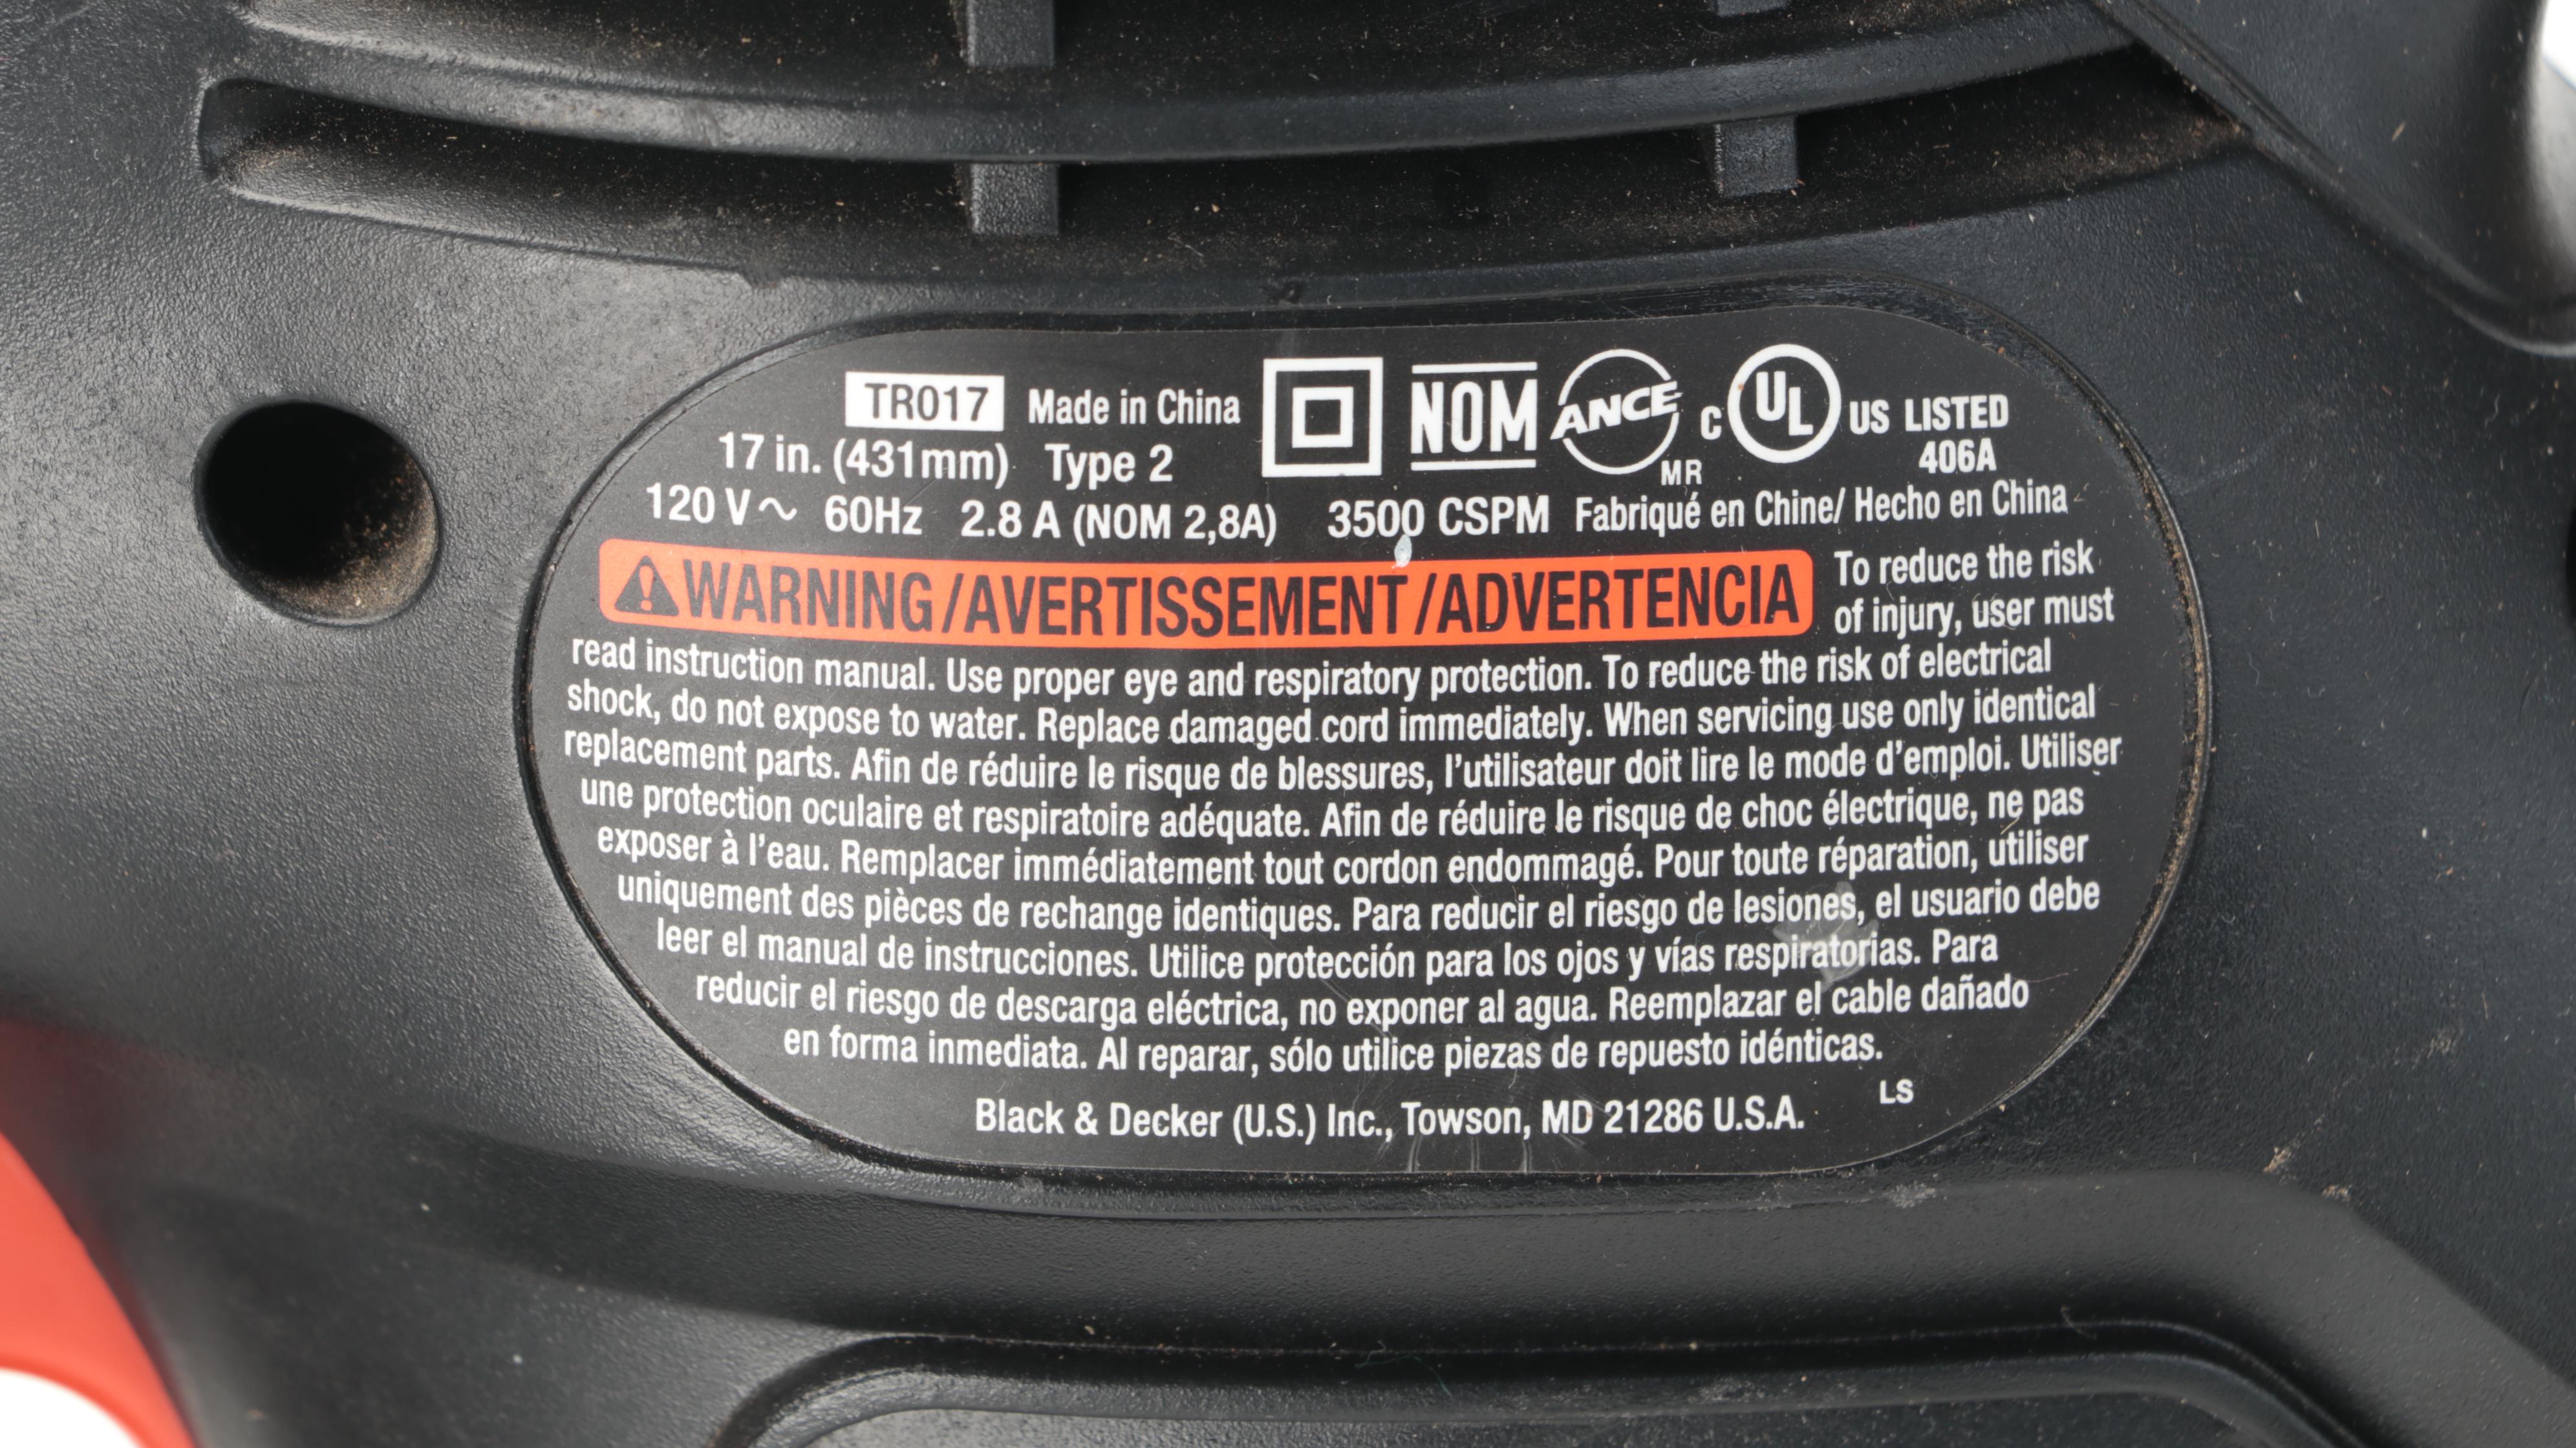 TR017 Made in China NOM ANCE MR C UL US LISTED
17 in. (431mm) Type 2 406A
120 V~ 60Hz 2.8 A (NOM 2,8A) 3500 CSPM Fabriqué en Chine/ Hecho en China
WARNING/AVERTISSEMENT/ADVERTENCIA To reduce the risk
of injury, user must
read instruction manual. Use proper eye and respiratory protection. To reduce the risk of electrical
shock, do not expose to water. Replace damaged cord immediately. When servicing use only identical
replacement parts. Afin de réduire le risque de blessures, l'utilisateur doit lire le mode d'emploi. Utiliser
une protection oculaire et respiratoire adéquate. Afin de réduire le risque de choc électrique, ne pas
exposer à l'eau. Remplacer immédiatement tout cordon endommagé. Pour toute réparation, utiliser
uniquement des pièces de rechange identiques. Para reducir el riesgo de lesiones, el usuario debe
leer el manual de instrucciones. Utilice protección para los ojos y vías respiratorias. Para
reducir el riesgo de descarga eléctrica, no exponer al agua. Reemplazar el cable dañado
en forma inmediata. Al reparar, sólo utilice piezas de repuesto idénticas.
LS
Black & Decker (U.S.) Inc., Towson, MD 21286 U.S.A.